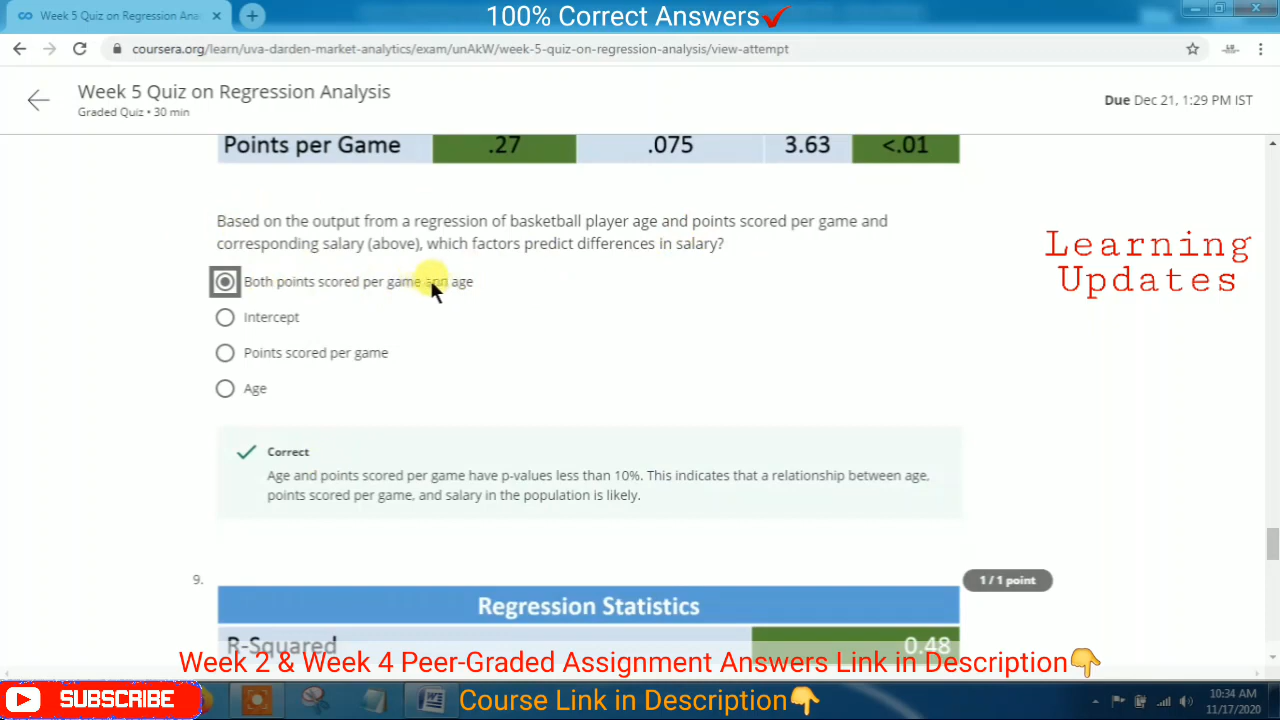 Week 5 Quiz on Regression Ana
100% Correct Answers
coursera.org/learn/uva-darden-market-analytics/exam/unAkW/week-5-quiz-on-regression-analysis/view-attempt
Week 5 Quiz on Regression Analysis
Graded Quiz • 30 min
Due Dec 21, 1:29 PM IST
Points per Game .27 .075 3.63 <.01
Based on the output from a regression of basketball player age and points scored per game and
corresponding salary (above), which factors predict differences in salary?
Both points scored per game ann age
Intercept
Points scored per game
Age
Learning
Updates
Correct
Age and points scored per game have p-values less than 10%. This indicates that a relationship between age,
points scored per game, and salary in the population is likely.
9.
1 / 1 point
Regression Statistics
R-Squared 0.48
Week 2 & Week 4 Peer-Graded Assignment Answers Link in Description
SUBSCRIBE
Course Link in Description
10:34 AM
11/17/2020